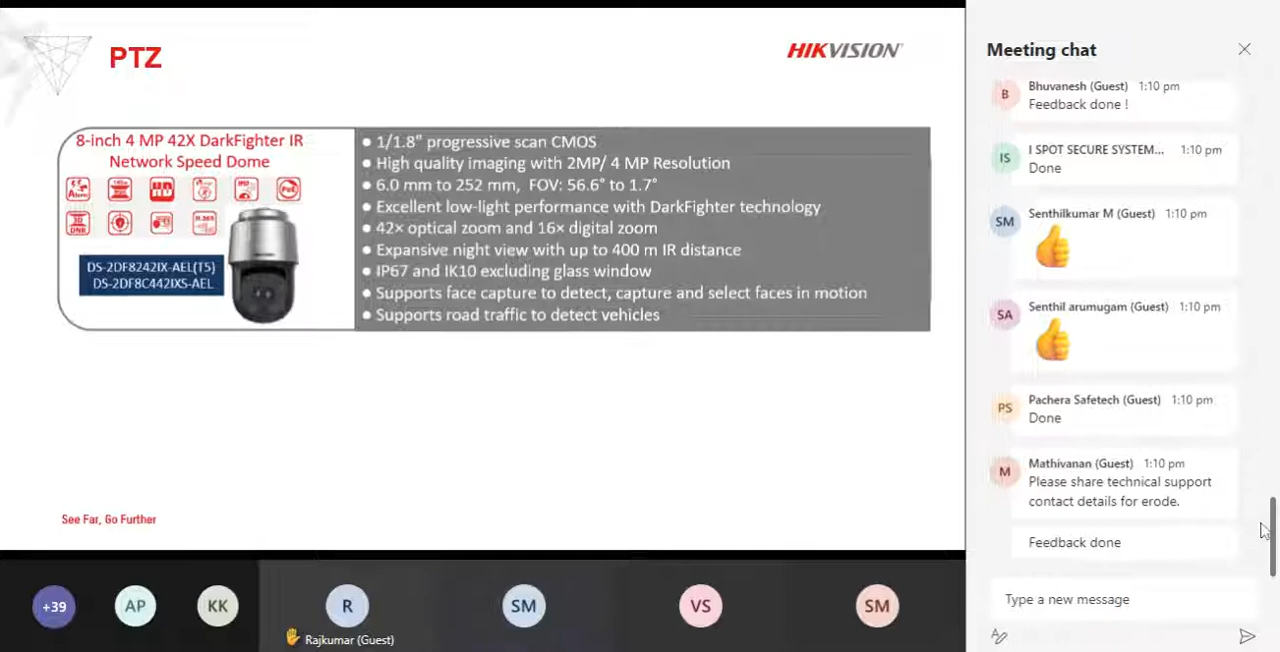 PTZ
HIKVISION
8-inch 4 MP 42X DarkFighter IR
Network Speed Dome
HD
PoE
3D
DNR
H.265
DS-2DF8242IX-AEL(T5)
DS-2DF8C442IXS-AEL
● 1/1.8" progressive scan CMOS
● High quality imaging with 2MP/ 4 MP Resolution
● 6.0 mm to 252 mm, FOV: 56.6° to 1.7°
● Excellent low-light performance with DarkFighter technology
● 42× optical zoom and 16× digital zoom
● Expansive night view with up to 400 m IR distance
● IP67 and IK10 excluding glass window
● Supports face capture to detect, capture and select faces in motion
● Supports road traffic to detect vehicles
See Far, Go Further
+39
AP
KK
R
Rajkumar (Guest)
SM
VS
SM
Meeting chat
B
Bhuvanesh (Guest) 1:10 pm
Feedback done !
IS
I SPOT SECURE SYSTEM... 1:10 pm
Done
SM
Senthilkumar M (Guest) 1:10 pm
SA
Senthil arumugam (Guest) 1:10 pm
PS
Pachera Safetech (Guest) 1:10 pm
Done
M
Mathivanan (Guest) 1:10 pm
Please share technical support
contact details for erode.
Feedback done
Type a new message